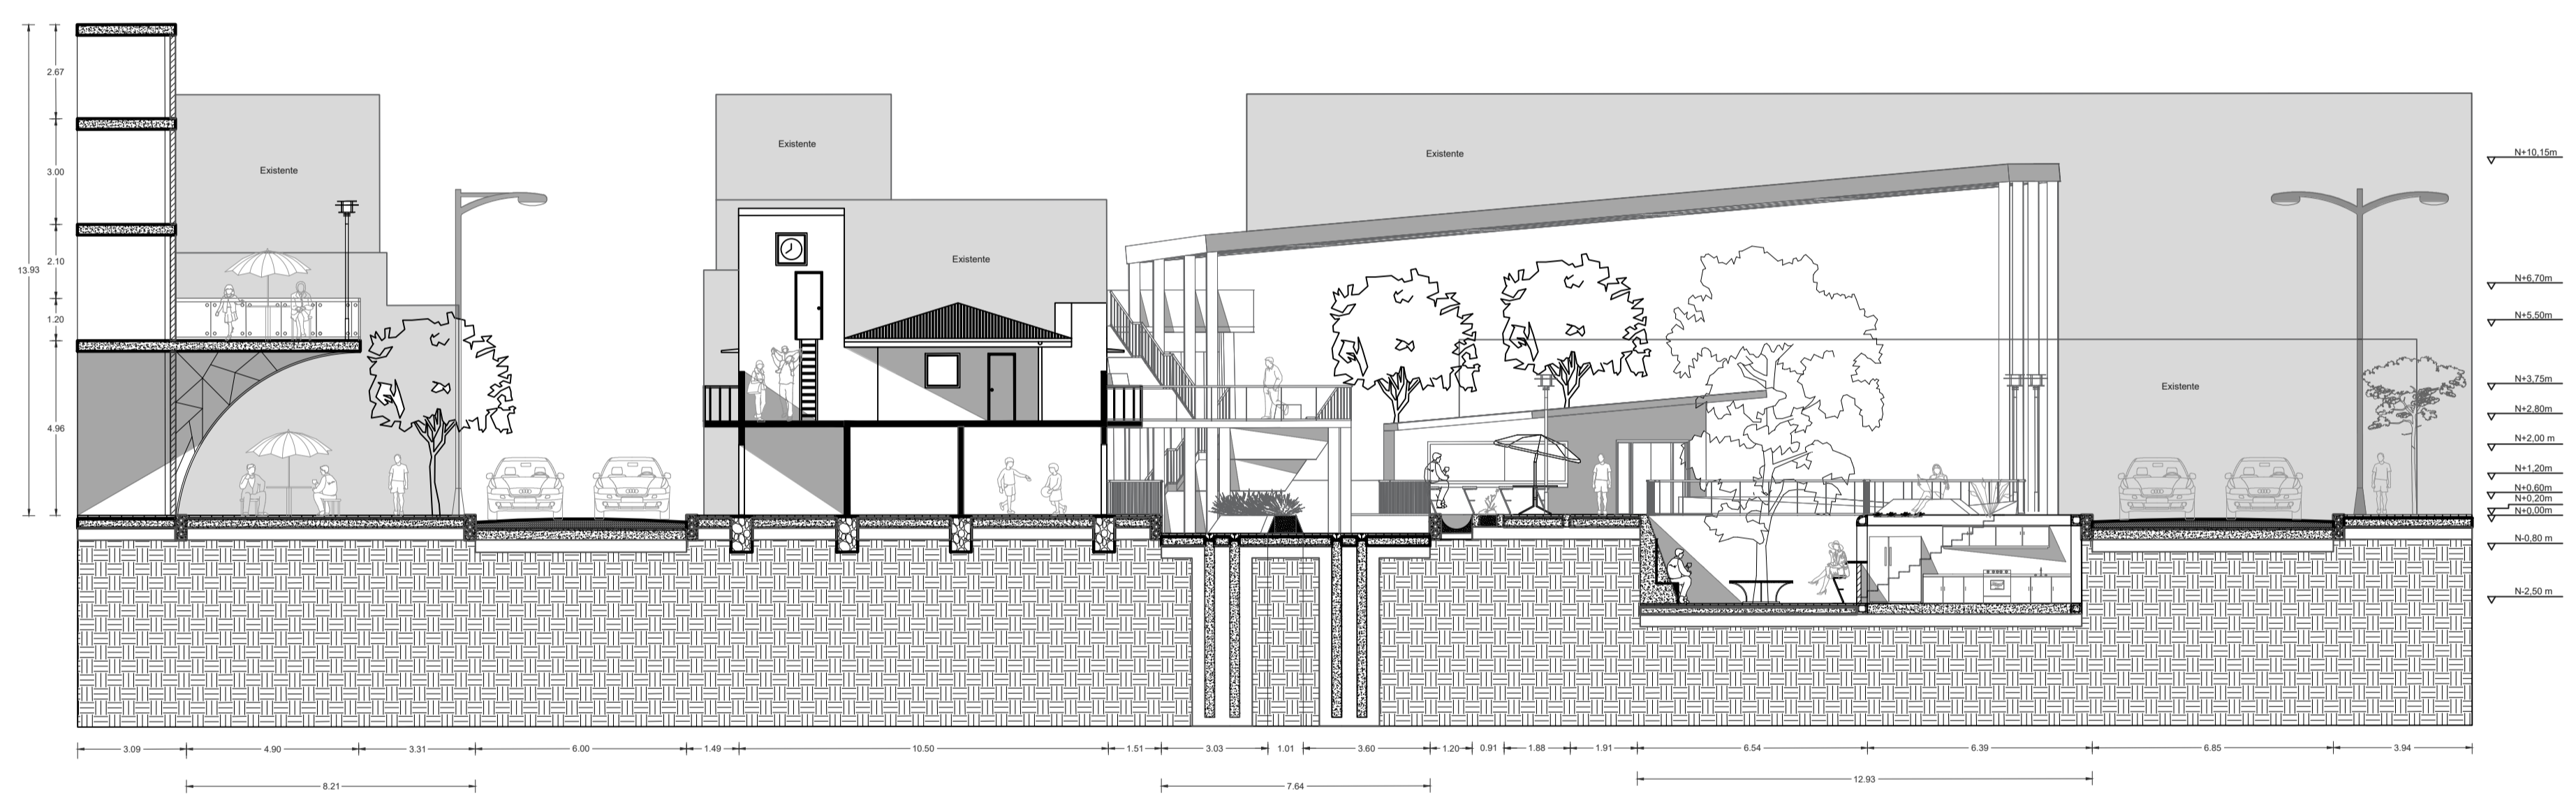 2.67
Existente
Existente
N+10,15m
Existente
3.00
Existente
13.93
2.10
N+6,70m
1.20
N+5,50m
Existente
N+3.75m
N+2,80m
4.96
N+2,00 m
N+1,20m
N+0,60m
N+0,20m
N+0,00m
N-0,80 m
N-2,50 m
3.09 4.90 3.31 6.00 1.49 10.50 1.51 3.03 1.01 3.60 1.20 0.91 1.88 1.91 6.54 6.39 6.85 3.94
8.21 7.64 12.93